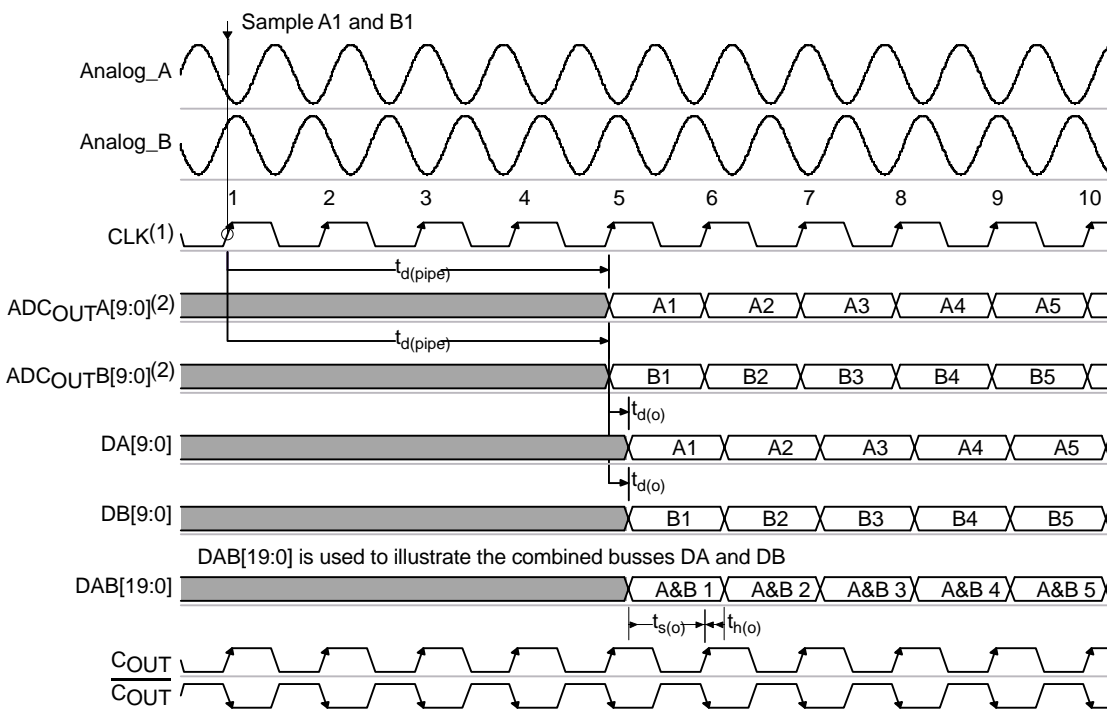 Sample A1 and B1
Analog_A
Analog_B
1 2 3 4 5 6 7 8 9 10
CLK(1)
td(pipe)
ADCOUTA[9:0](2) A1 A2 A3 A4 A5
td(pipe)
ADCOUTB[9:0](2) B1 B2 B3 B4 B5
td(o)
DA[9:0] A1 A2 A3 A4 A5
td(o)
DB[9:0] B1 B2 B3 B4 B5
DAB[19:0] is used to illustrate the combined busses DA and DB
DAB[19:0] A&B 1 A&B 2 A&B 3 A&B 4 A&B 5
ts(o) th(o)
COUT
COUT